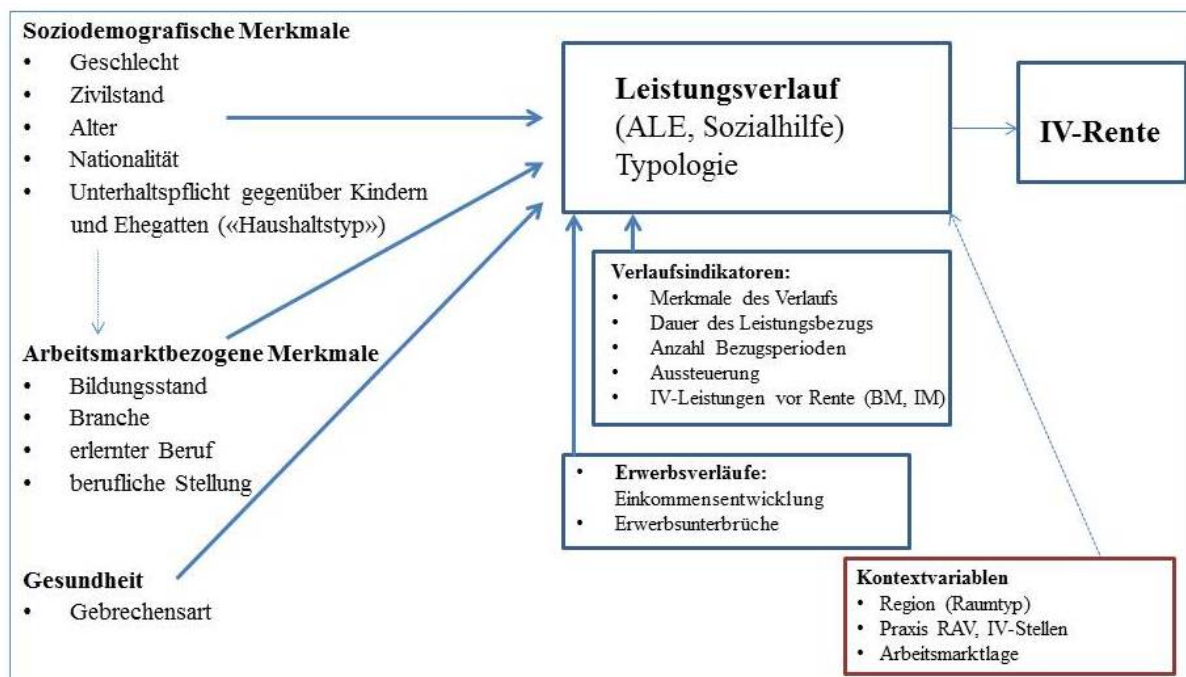 Soziodemografische Merkmale
• Geschlecht
• Zivilstand
• Alter
• Nationalität
• Unterhaltspflicht gegenüber Kindern
und Ehegatten («Haushaltstyp»)
Arbeitsmarktbezogene Merkmale
• Bildungsstand
• Branche
• erlernter Beruf
• berufliche Stellung
Gesundheit
• Gebrechensart
Leistungsverlauf
(ALE, Sozialhilfe)
Typologie
IV-Rente
Verlaufsindikatoren:
• Merkmale des Verlaufs
• Dauer des Leistungsbezugs
• Anzahl Bezugsperioden
• Aussteuerung
• IV-Leistungen vor Rente (BM, IM)
• Erwerbsverläufe:
Einkommensentwicklung
• Erwerbsunterbrüche
Kontextvariablen
• Region (Raumtyp)
• Praxis RAV, IV-Stellen
• Arbeitsmarktlage